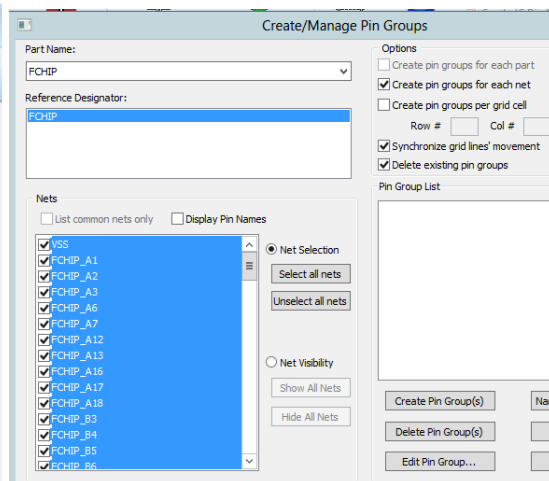 Create/Manage Pin Groups
Part Name:
FCHIP
Reference Designator:
FCHIP
Nets
List common nets only
Display Pin Names
VSS
FCHIP_A1
FCHIP_A2
FCHIP_A3
FCHIP_A6
FCHIP_A7
FCHIP_A12
FCHIP_A13
FCHIP_A16
FCHIP_A17
FCHIP_A18
FCHIP_B3
FCHIP_B4
FCHIP_B5
FCHIP_B6
Net Selection
Select all nets
Unselect all nets
Net Visibility
Show All Nets
Hide All Nets
Options
Create pin groups for each part
Create pin groups for each net
Create pin groups per grid cell
Row #
Col #
Synchronize grid lines' movement
Delete existing pin groups
Pin Group List
Create Pin Group(s)
Na
Delete Pin Group(s)
Edit Pin Group...